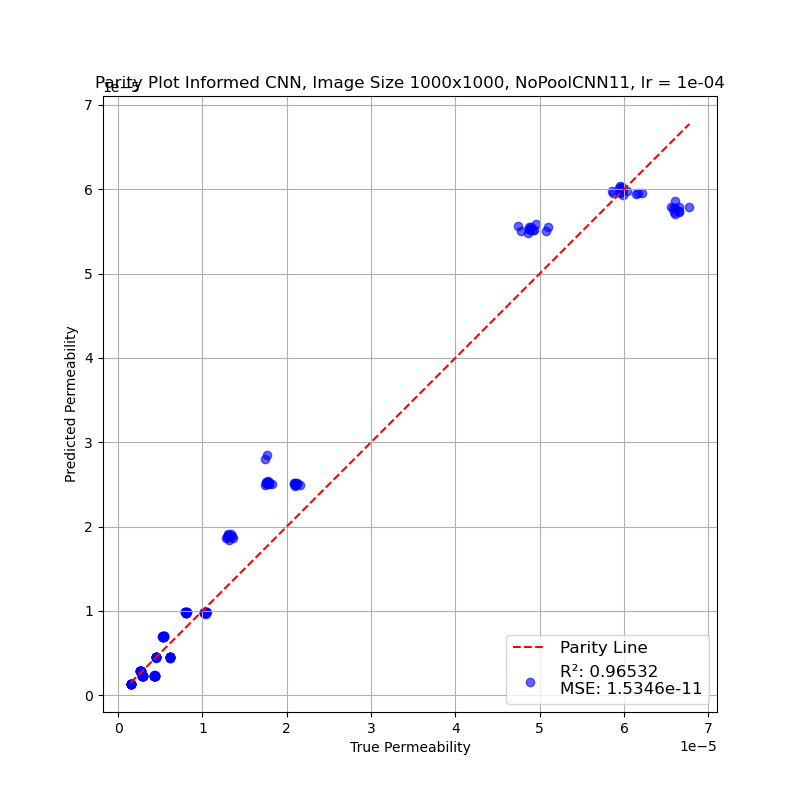 Parity Plot Informed CNN, Image Size 1000x1000, NoPoolCNN11, lr = 1e-04
1e−5
7
6
5
4
3
2
1
0
Predicted Permeability
0 1 2 3 4 5 6 7
True Permeability
1e−5
Parity Line
R²: 0.96532
MSE: 1.5346e-11